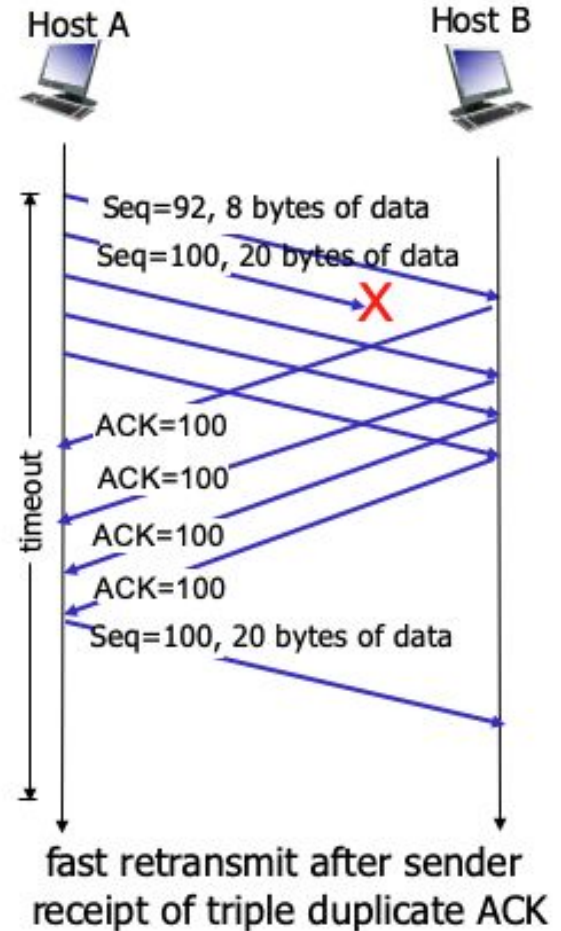 Host A
Host B
Seq=92, 8 bytes of data
Seq=100, 20 bytes of data
X
ACK=100
ACK=100
ACK=100
ACK=100
timeout
Seq=100, 20 bytes of data
fast retransmit after sender
receipt of triple duplicate ACK